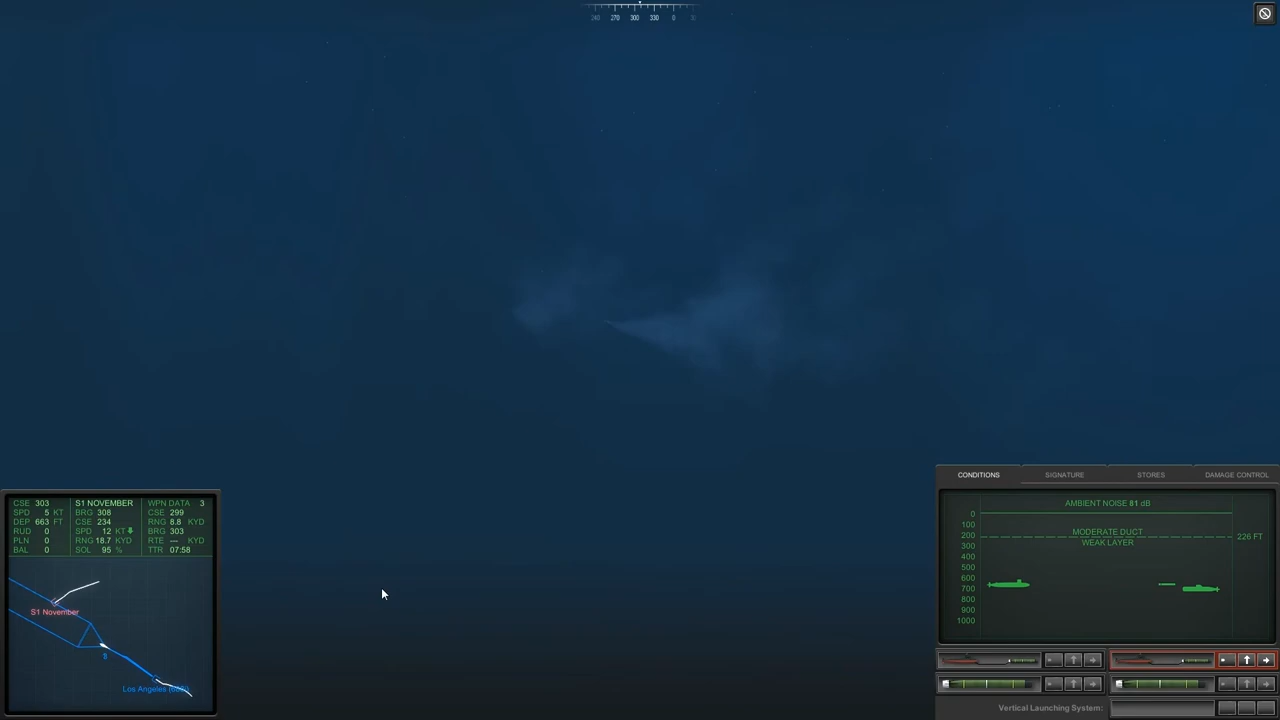 240 270 300 330 0 30
CONDITIONS SIGNATURE STORES DAMAGE CONTROL
CSE 303 S1 NOVEMBER WPN DATA 3
SPD 5 KT BRG 308 CSE 299
DEP 663 FT CSE 234 RNG 8.8 KYD
RUD 0 SPD 12 KT BRG 303
PLN 0 RNG 18.7 KYD RTE --- KYD
BAL 0 SOL 95 % TTR 07:58
AMBIENT NOISE 81 dB
0
100
200 MODERATE DUCT 226 FT
300 WEAK LAYER
400
500
600
700
800
900
1000
S1 November
Los Angeles
Vertical Launching System: